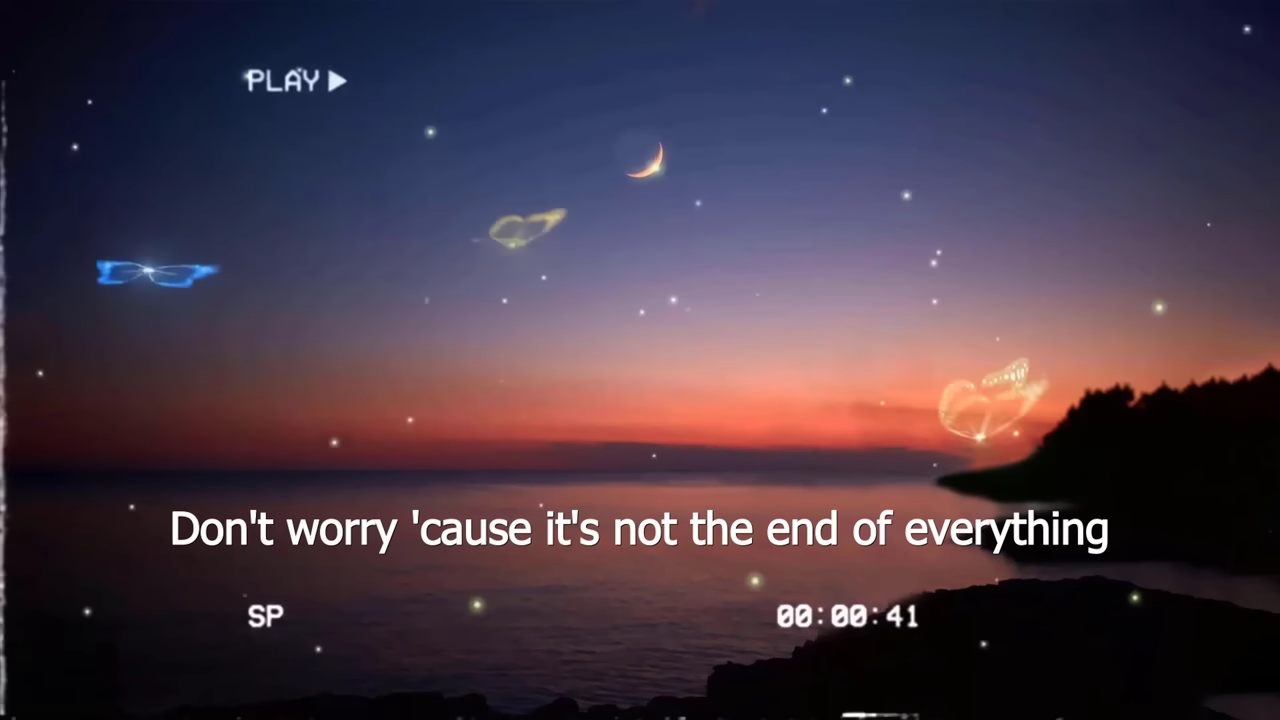 PLAY ▶
Don't worry 'cause it's not the end of everything
SP
00:00:41